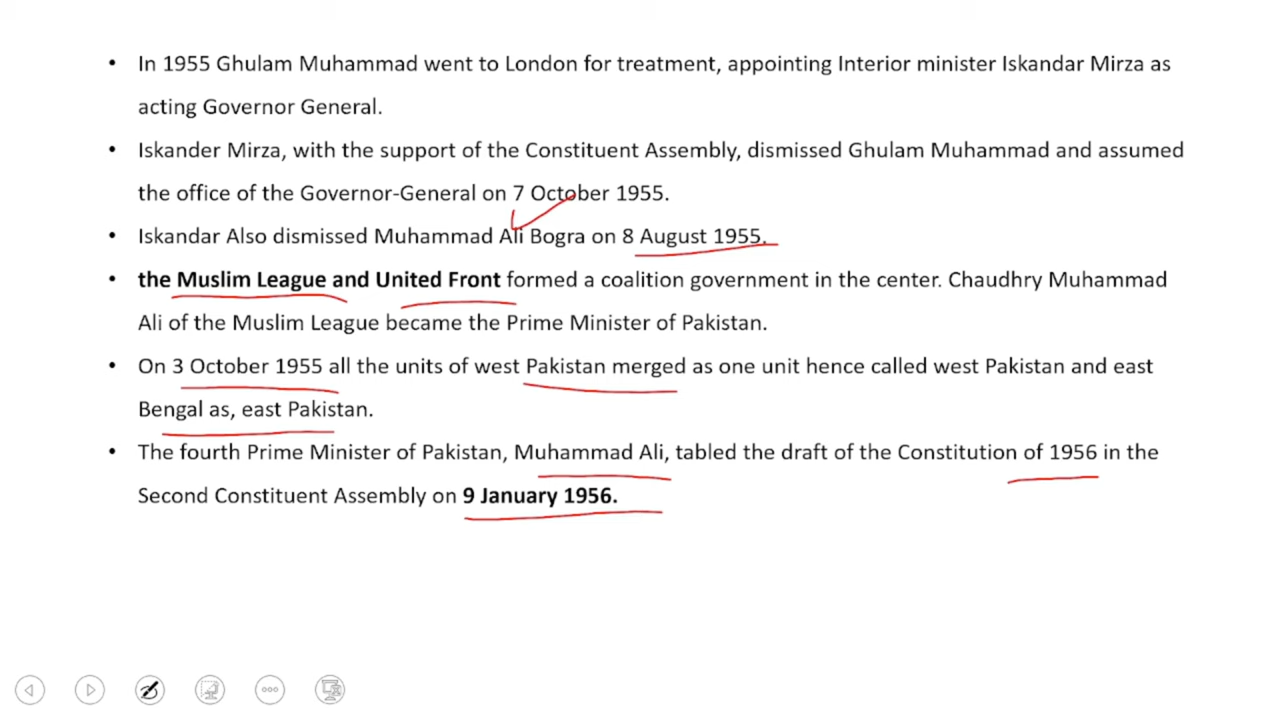 • In 1955 Ghulam Muhammad went to London for treatment, appointing Interior minister Iskandar Mirza as
acting Governor General.
• Iskander Mirza, with the support of the Constituent Assembly, dismissed Ghulam Muhammad and assumed
the office of the Governor-General on 7 October 1955.
• Iskandar Also dismissed Muhammad Ali Bogra on 8 August 1955.
• the Muslim League and United Front formed a coalition government in the center. Chaudhry Muhammad
Ali of the Muslim League became the Prime Minister of Pakistan.
• On 3 October 1955 all the units of west Pakistan merged as one unit hence called west Pakistan and east
Bengal as, east Pakistan.
• The fourth Prime Minister of Pakistan, Muhammad Ali, tabled the draft of the Constitution of 1956 in the
Second Constituent Assembly on 9 January 1956.